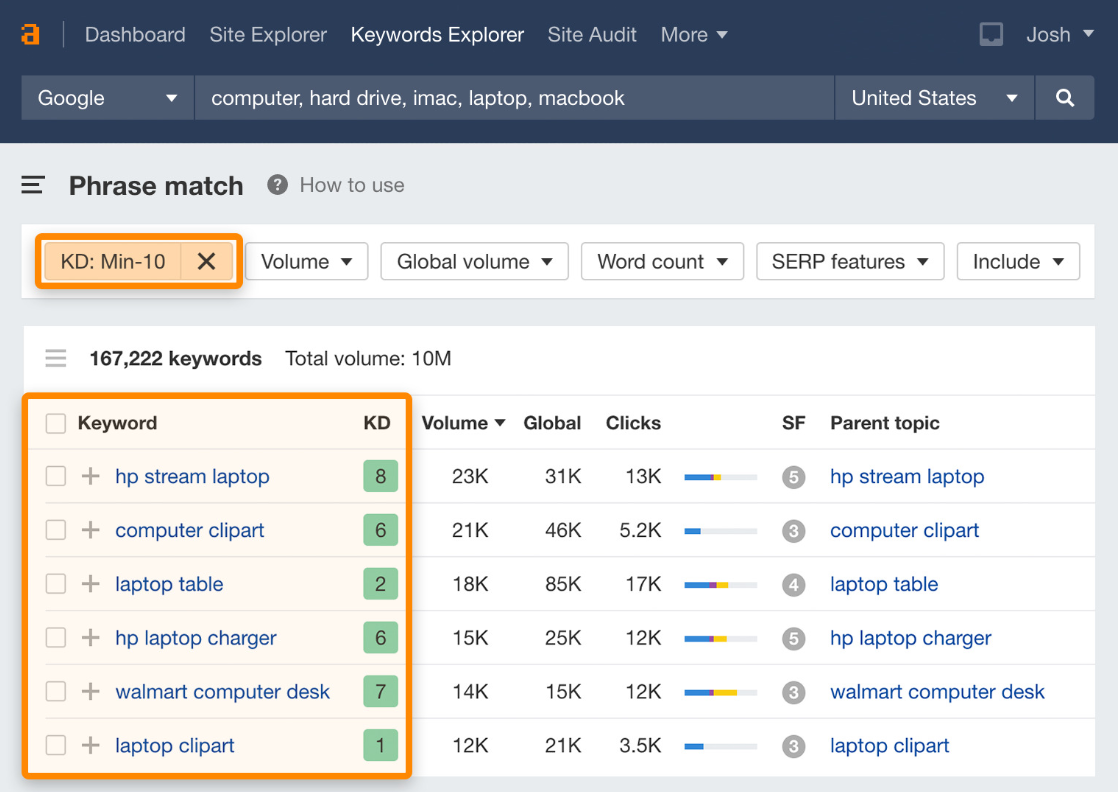 a Dashboard Site Explorer Keywords Explorer Site Audit More Josh
Google computer, hard drive, imac, laptop, macbook United States
Phrase match ? How to use
KD: Min-10 Volume Global volume Word count SERP features Include
167,222 keywords Total volume: 10M
Keyword KD Volume Global Clicks SF Parent topic
hp stream laptop 8 23K 31K 13K 5 hp stream laptop
computer clipart 6 21K 46K 5.2K 3 computer clipart
laptop table 2 18K 85K 17K 4 laptop table
hp laptop charger 6 15K 25K 12K 5 hp laptop charger
walmart computer desk 7 14K 15K 12K 3 walmart computer desk
laptop clipart 1 12K 21K 3.5K 3 laptop clipart